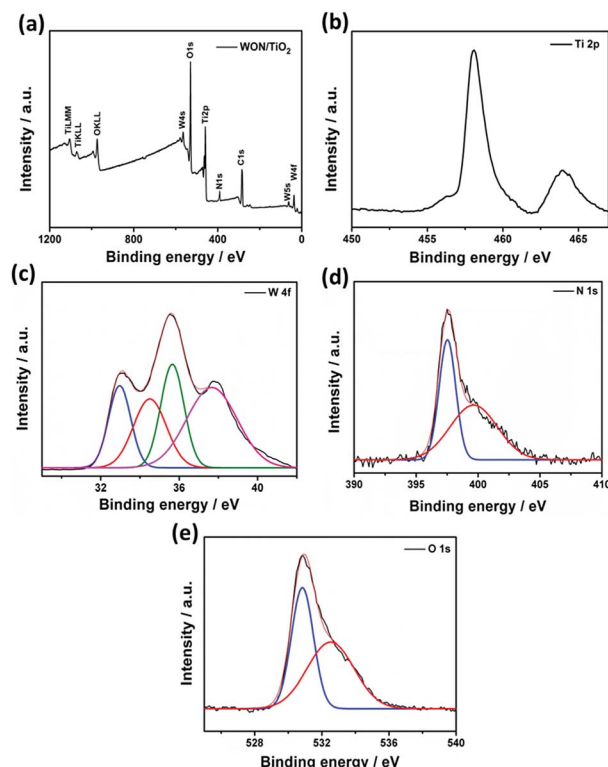 (a)
WON/TiO2
Intensity / a.u.
TiLMM
TiKLL
OKLL
W4s
O1s
Ti2p
N1s
C1s
W5s
W4f
1200 800 400 0
Binding energy / eV
(b)
Ti 2p
Intensity / a.u.
450 455 460 465
Binding energy / eV
(c)
W 4f
Intensity / a.u.
32 36 40
Binding energy / eV
(d)
N 1s
Intensity / a.u.
390 395 400 405 410
Binding energy / eV
(e)
O 1s
Intensity / a.u.
528 532 536 540
Binding energy / eV